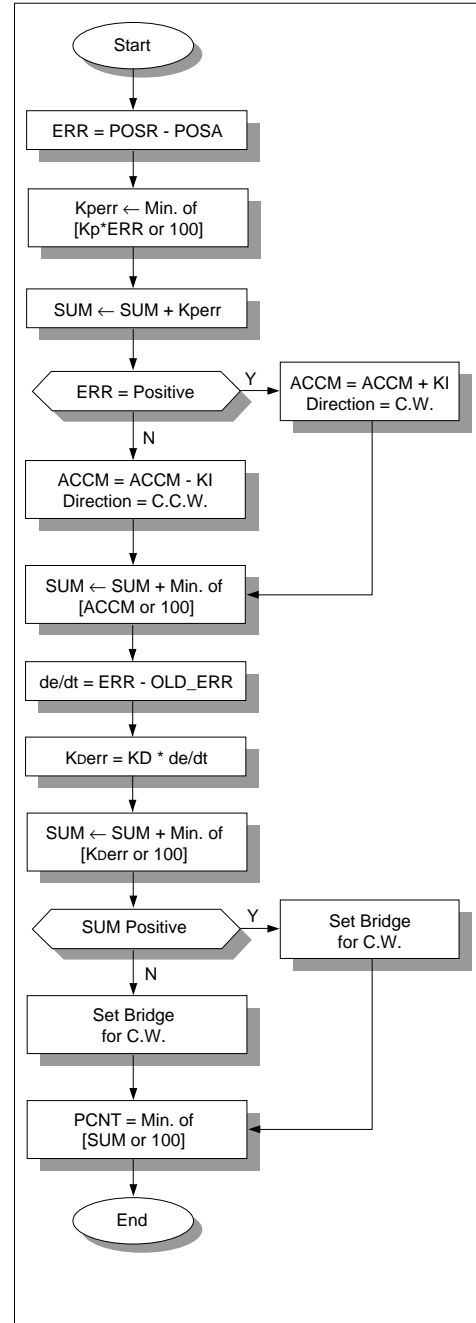 Start
ERR = POSR - POSA
Kperr ← Min. of
[Kp*ERR or 100]
SUM ← SUM + Kperr
ERR = Positive
Y
ACCM = ACCM + KI
Direction = C.W.
N
ACCM = ACCM - KI
Direction = C.C.W.
SUM ← SUM + Min. of
[ACCM or 100]
de/dt = ERR - OLD_ERR
KDerr = KD * de/dt
SUM ← SUM + Min. of
[KDerr or 100]
SUM Positive
Y
Set Bridge
for C.W.
N
Set Bridge
for C.W.
PCNT = Min. of
[SUM or 100]
End